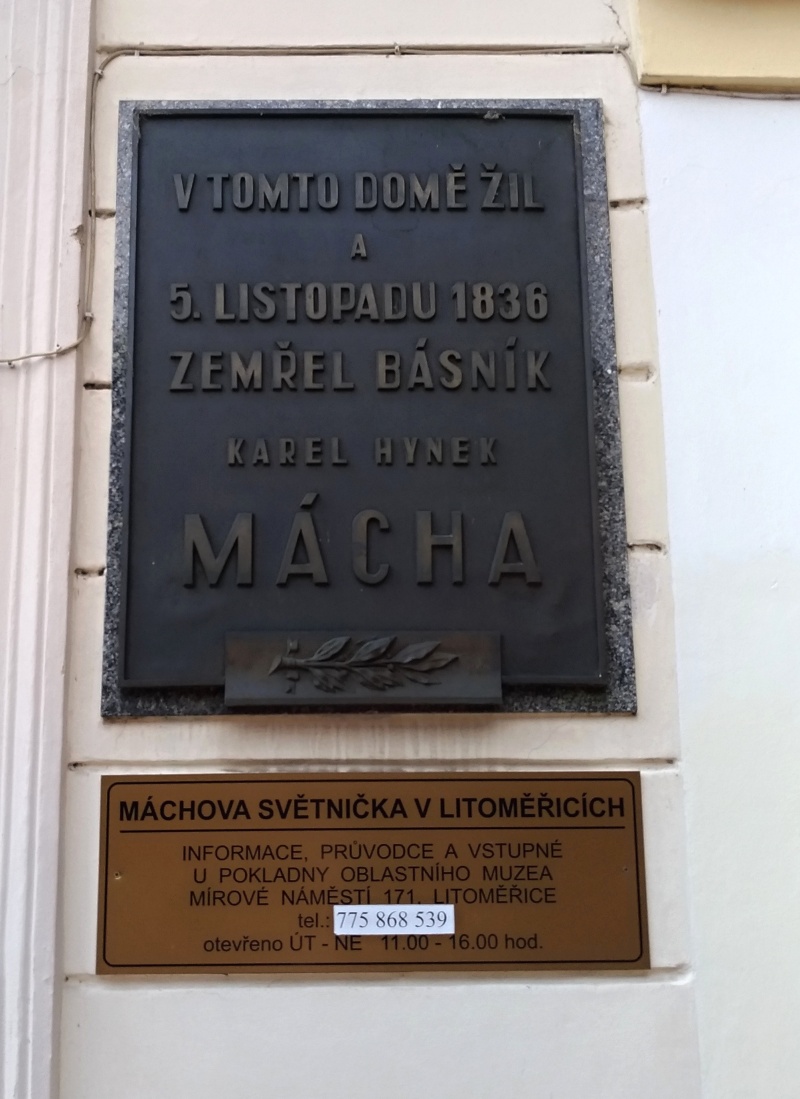 V TOMTO DOMĚ ŽIL
A
5. LISTOPADU 1836
ZEMŘEL BÁSNÍK
KAREL HYNEK
MÁCHA
MÁCHOVA SVĚTNIČKA V LITOMĚŘICÍCH
INFORMACE, PRŮVODCE A VSTUPNÉ
U POKLADNY OBLASTNÍHO MUZEA
MÍROVÉ NÁMĚSTÍ 171, LITOMĚŘICE
tel.: 775 868 539
otevřeno ÚT - NE 11.00 - 16.00 hod.